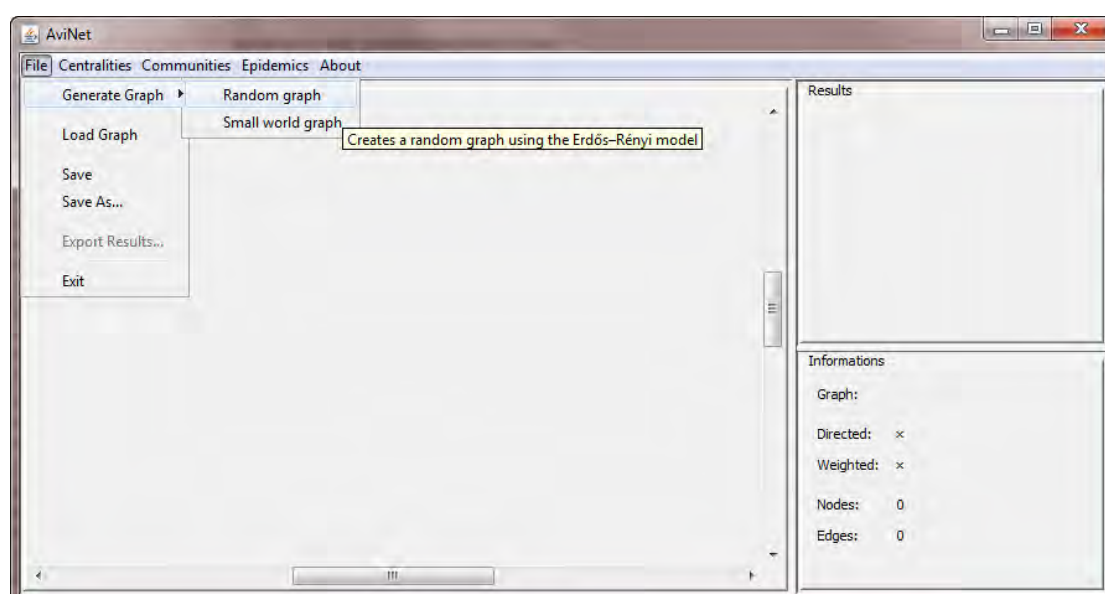 AviNet
File Centralities Communities Epidemics About
Generate Graph
Random graph
Small world graph
Creates a random graph using the Erdős–Rényi model
Load Graph
Save
Save As...
Export Results...
Exit
Results
Informations
Graph:
Directed: ×
Weighted: ×
Nodes: 0
Edges: 0